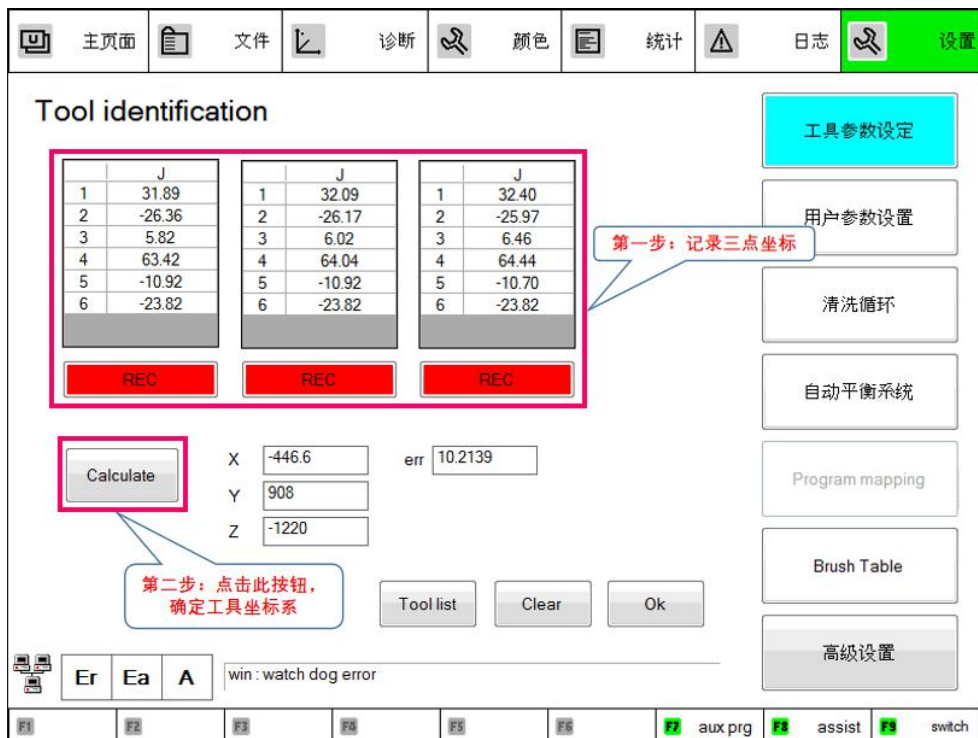 主页面 文件 诊断 颜色 统计 日志 设置
Tool identification
工具参数设定
J J J
1 31.89 1 32.09 1 32.40
2 -26.36 2 -26.17 2 -25.97
3 5.82 3 6.02 3 6.46
4 63.42 4 64.04 4 64.44
5 -10.92 5 -10.92 5 -10.70
6 -23.82 6 -23.82 6 -23.82
第一步：记录三点坐标
用户参数设置
清洗循环
REC REC REC
自动平衡系统
Calculate
X -446.6 err 10.2139
Y 908
Z -1220
Program mapping
第二步：点击此按钮，
确定工具坐标系
Brush Table
Tool list Clear Ok
高级设置
Er Ea A win : watch dog error
F1 F2 F3 F4 F5 F6 F7 aux prg F8 assist F9 switch